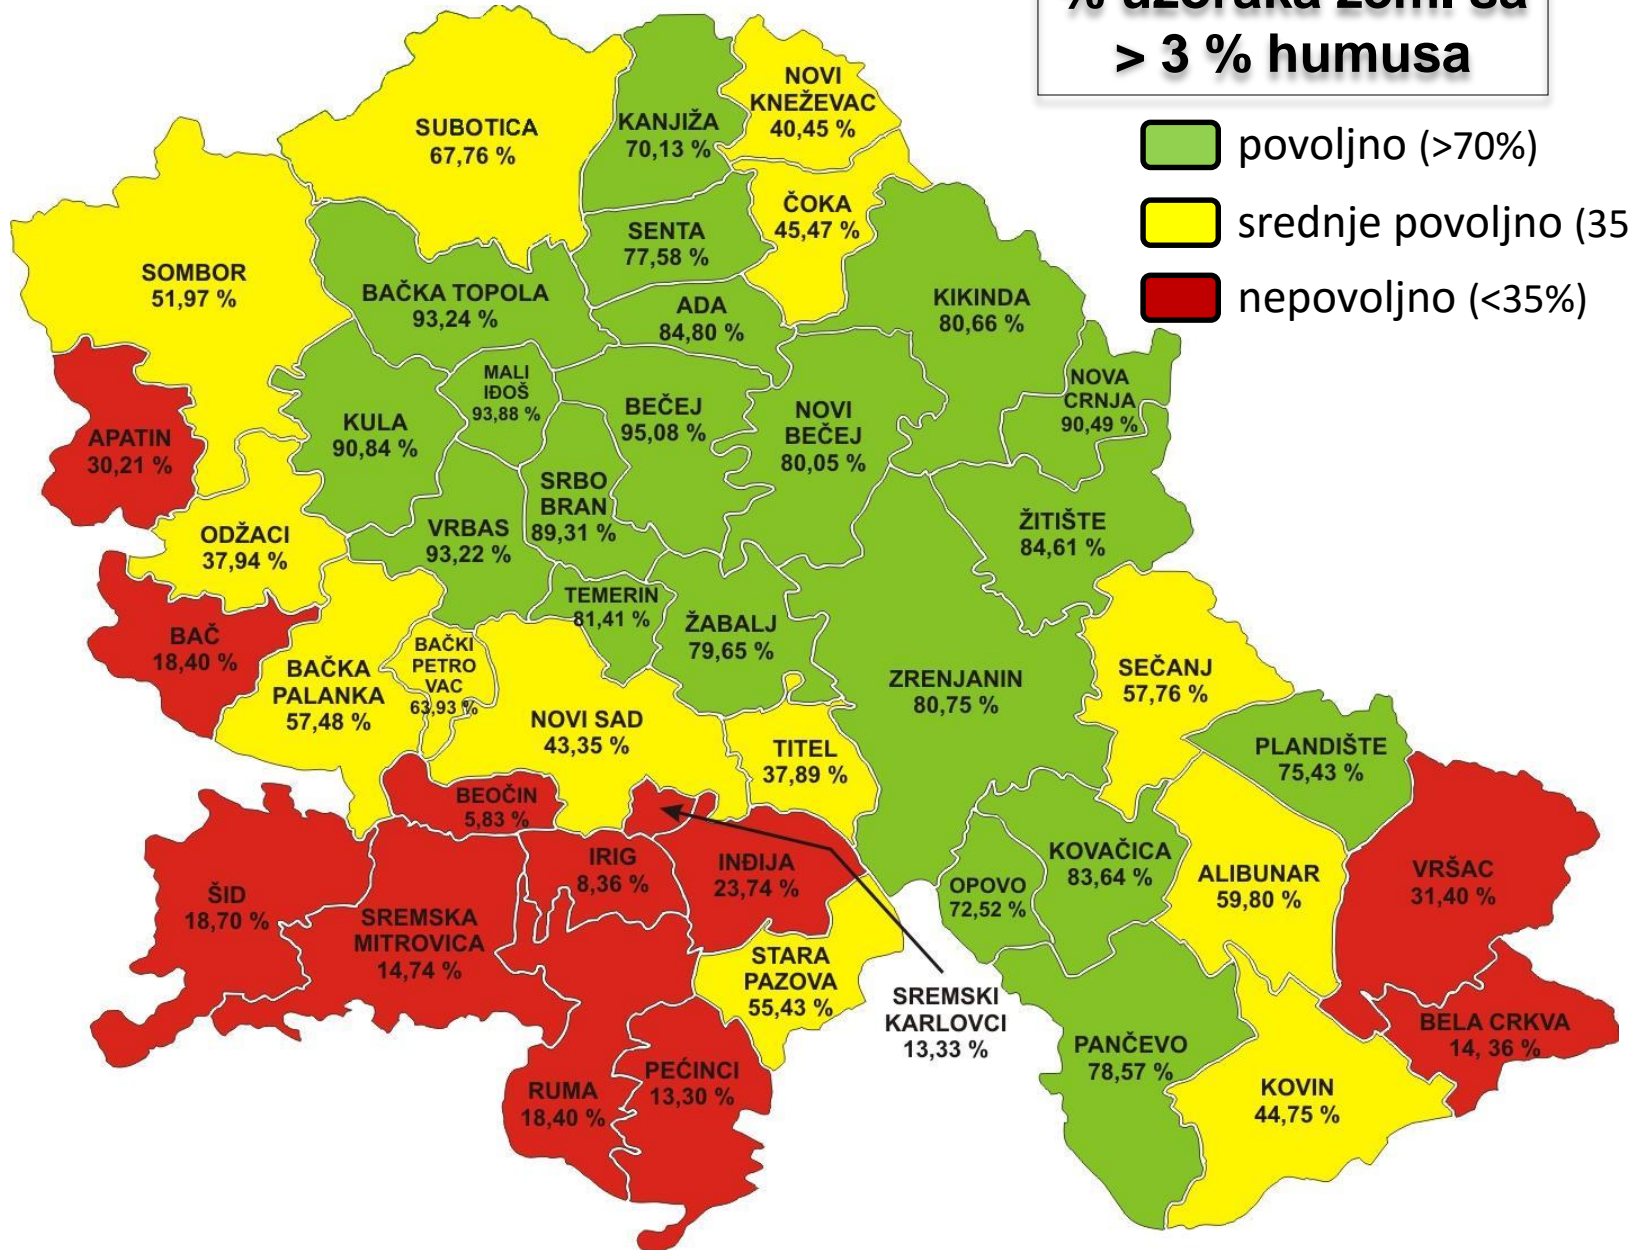 > 3 % humusa
povoljno (>70%)
srednje povoljno (35
nepovoljno (<35%)
SUBOTICA
67,76 %
KANJIŽA
70,13 %
NOVI
KNEŽEVAC
40,45 %
SOMBOR
51,97 %
SENTA
77,58 %
ČOKA
45,47 %
BAČKA TOPOLA
93,24 %
ADA
84,80 %
KIKINDA
80,66 %
APATIN
30,21 %
KULA
90,84 %
MALI
IĐOŠ
93,88 %
BEČEJ
95,08 %
NOVI
BEČEJ
80,05 %
NOVA
CRNJA
90,49 %
ODŽACI
37,94 %
VRBAS
93,22 %
SRBO
BRAN
89,31 %
ŽITIŠTE
84,61 %
BAČ
18,40 %
BAČKA
PALANKA
57,48 %
BAČKI
PETRO
VAC
63,93 %
TEMERIN
81,41 %
ŽABALJ
79,65 %
ZRENJANIN
80,75 %
SEČANJ
57,76 %
NOVI SAD
43,35 %
TITEL
37,89 %
PLANDIŠTE
75,43 %
BEOČIN
5,83 %
ŠID
18,70 %
SREMSKA
MITROVICA
14,74 %
IRIG
8,36 %
INĐIJA
23,74 %
OPOVO
72,52 %
KOVAČICA
83,64 %
ALIBUNAR
59,80 %
VRŠAC
31,40 %
STARA
PAZOVA
55,43 %
SREMSKI
KARLOVCI
13,33 %
RUMA
18,40 %
PEĆINCI
13,30 %
PANČEVO
78,57 %
BELA CRKVA
14, 36 %
KOVIN
44,75 %